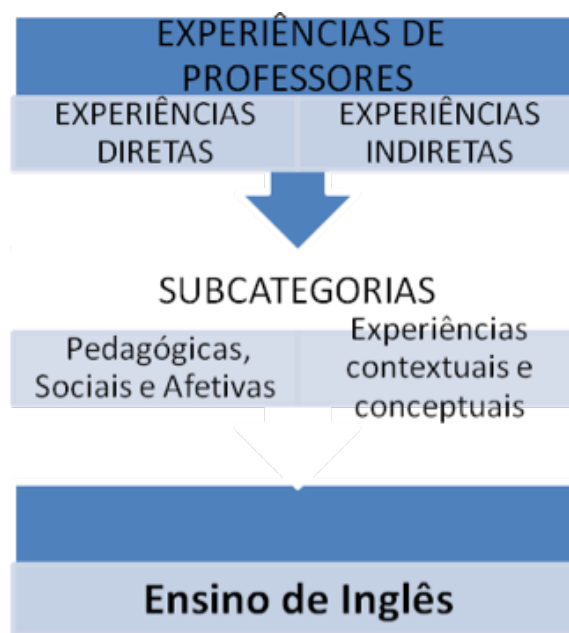 EXPERIÊNCIAS DE
PROFESSORES
EXPERIÊNCIAS
DIRETAS
EXPERIÊNCIAS
INDIRETAS
SUBCATEGORIAS
Pedagógicas,
Sociais e Afetivas
Experiências
contextuais e
conceptuais
Ensino de Inglês